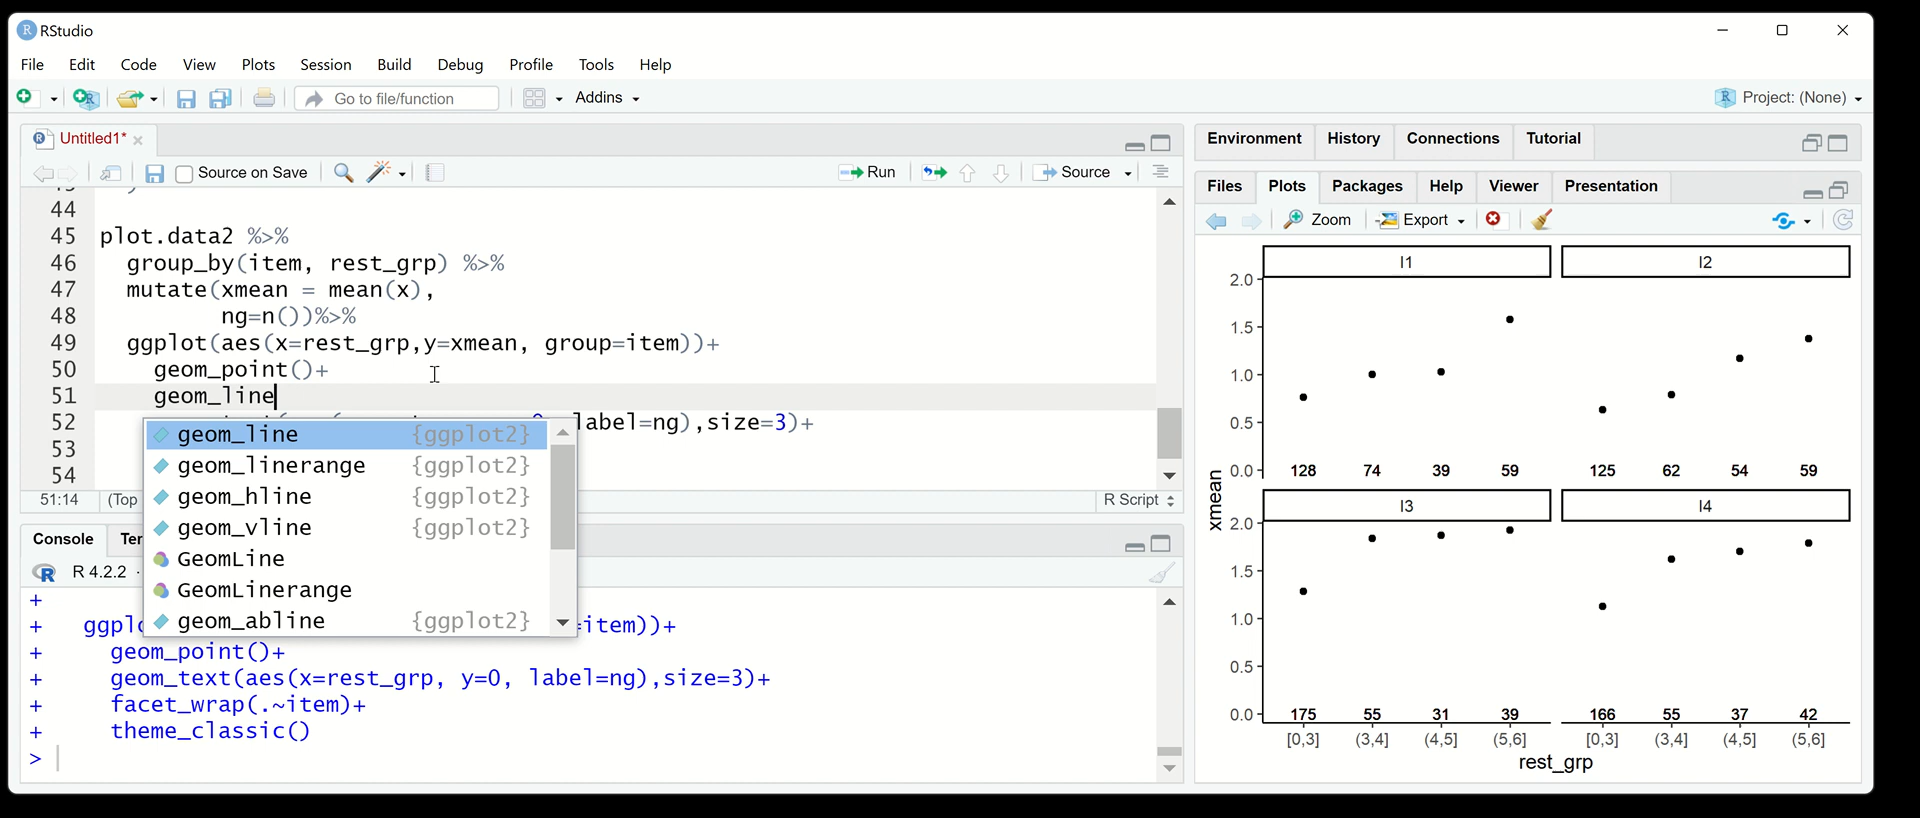 RStudio
File Edit Code View Plots Session Build Debug Profile Tools Help
Go to file/function Addins Project: (None)
Untitled1*
Source on Save Run Source
44
45 plot.data2 %>%
46 group_by(item, rest_grp) %>%
47 mutate(xmean = mean(x),
48 ng=n())%>%
49 ggplot(aes(x=rest_grp,y=xmean, group=item))+
50 geom_point()+
51 geom_line
52 label=ng),size=3)+
53
54
geom_line {ggplot2}
geom_linerange {ggplot2}
geom_hline {ggplot2}
geom_vline {ggplot2}
GeomLine
GeomLinerange
geom_abline {ggplot2}
51:14 (Top R Script
Console Ter
R 4.2.2 ·
+
+ ggplo =item))+
+ geom_point()+
+ geom_text(aes(x=rest_grp, y=0, label=ng),size=3)+
+ facet_wrap(.~item)+
+ theme_classic()
>
Environment History Connections Tutorial
Files Plots Packages Help Viewer Presentation
Zoom Export
I1 I2
2.0
1.5
1.0
0.5
0.0 128 74 39 59 125 62 54 59
xmean
I3 I4
2.0
1.5
1.0
0.5
0.0 175 55 31 39 166 55 37 42
[0,3] (3,4] (4,5] (5,6] [0,3] (3,4] (4,5] (5,6]
rest_grp